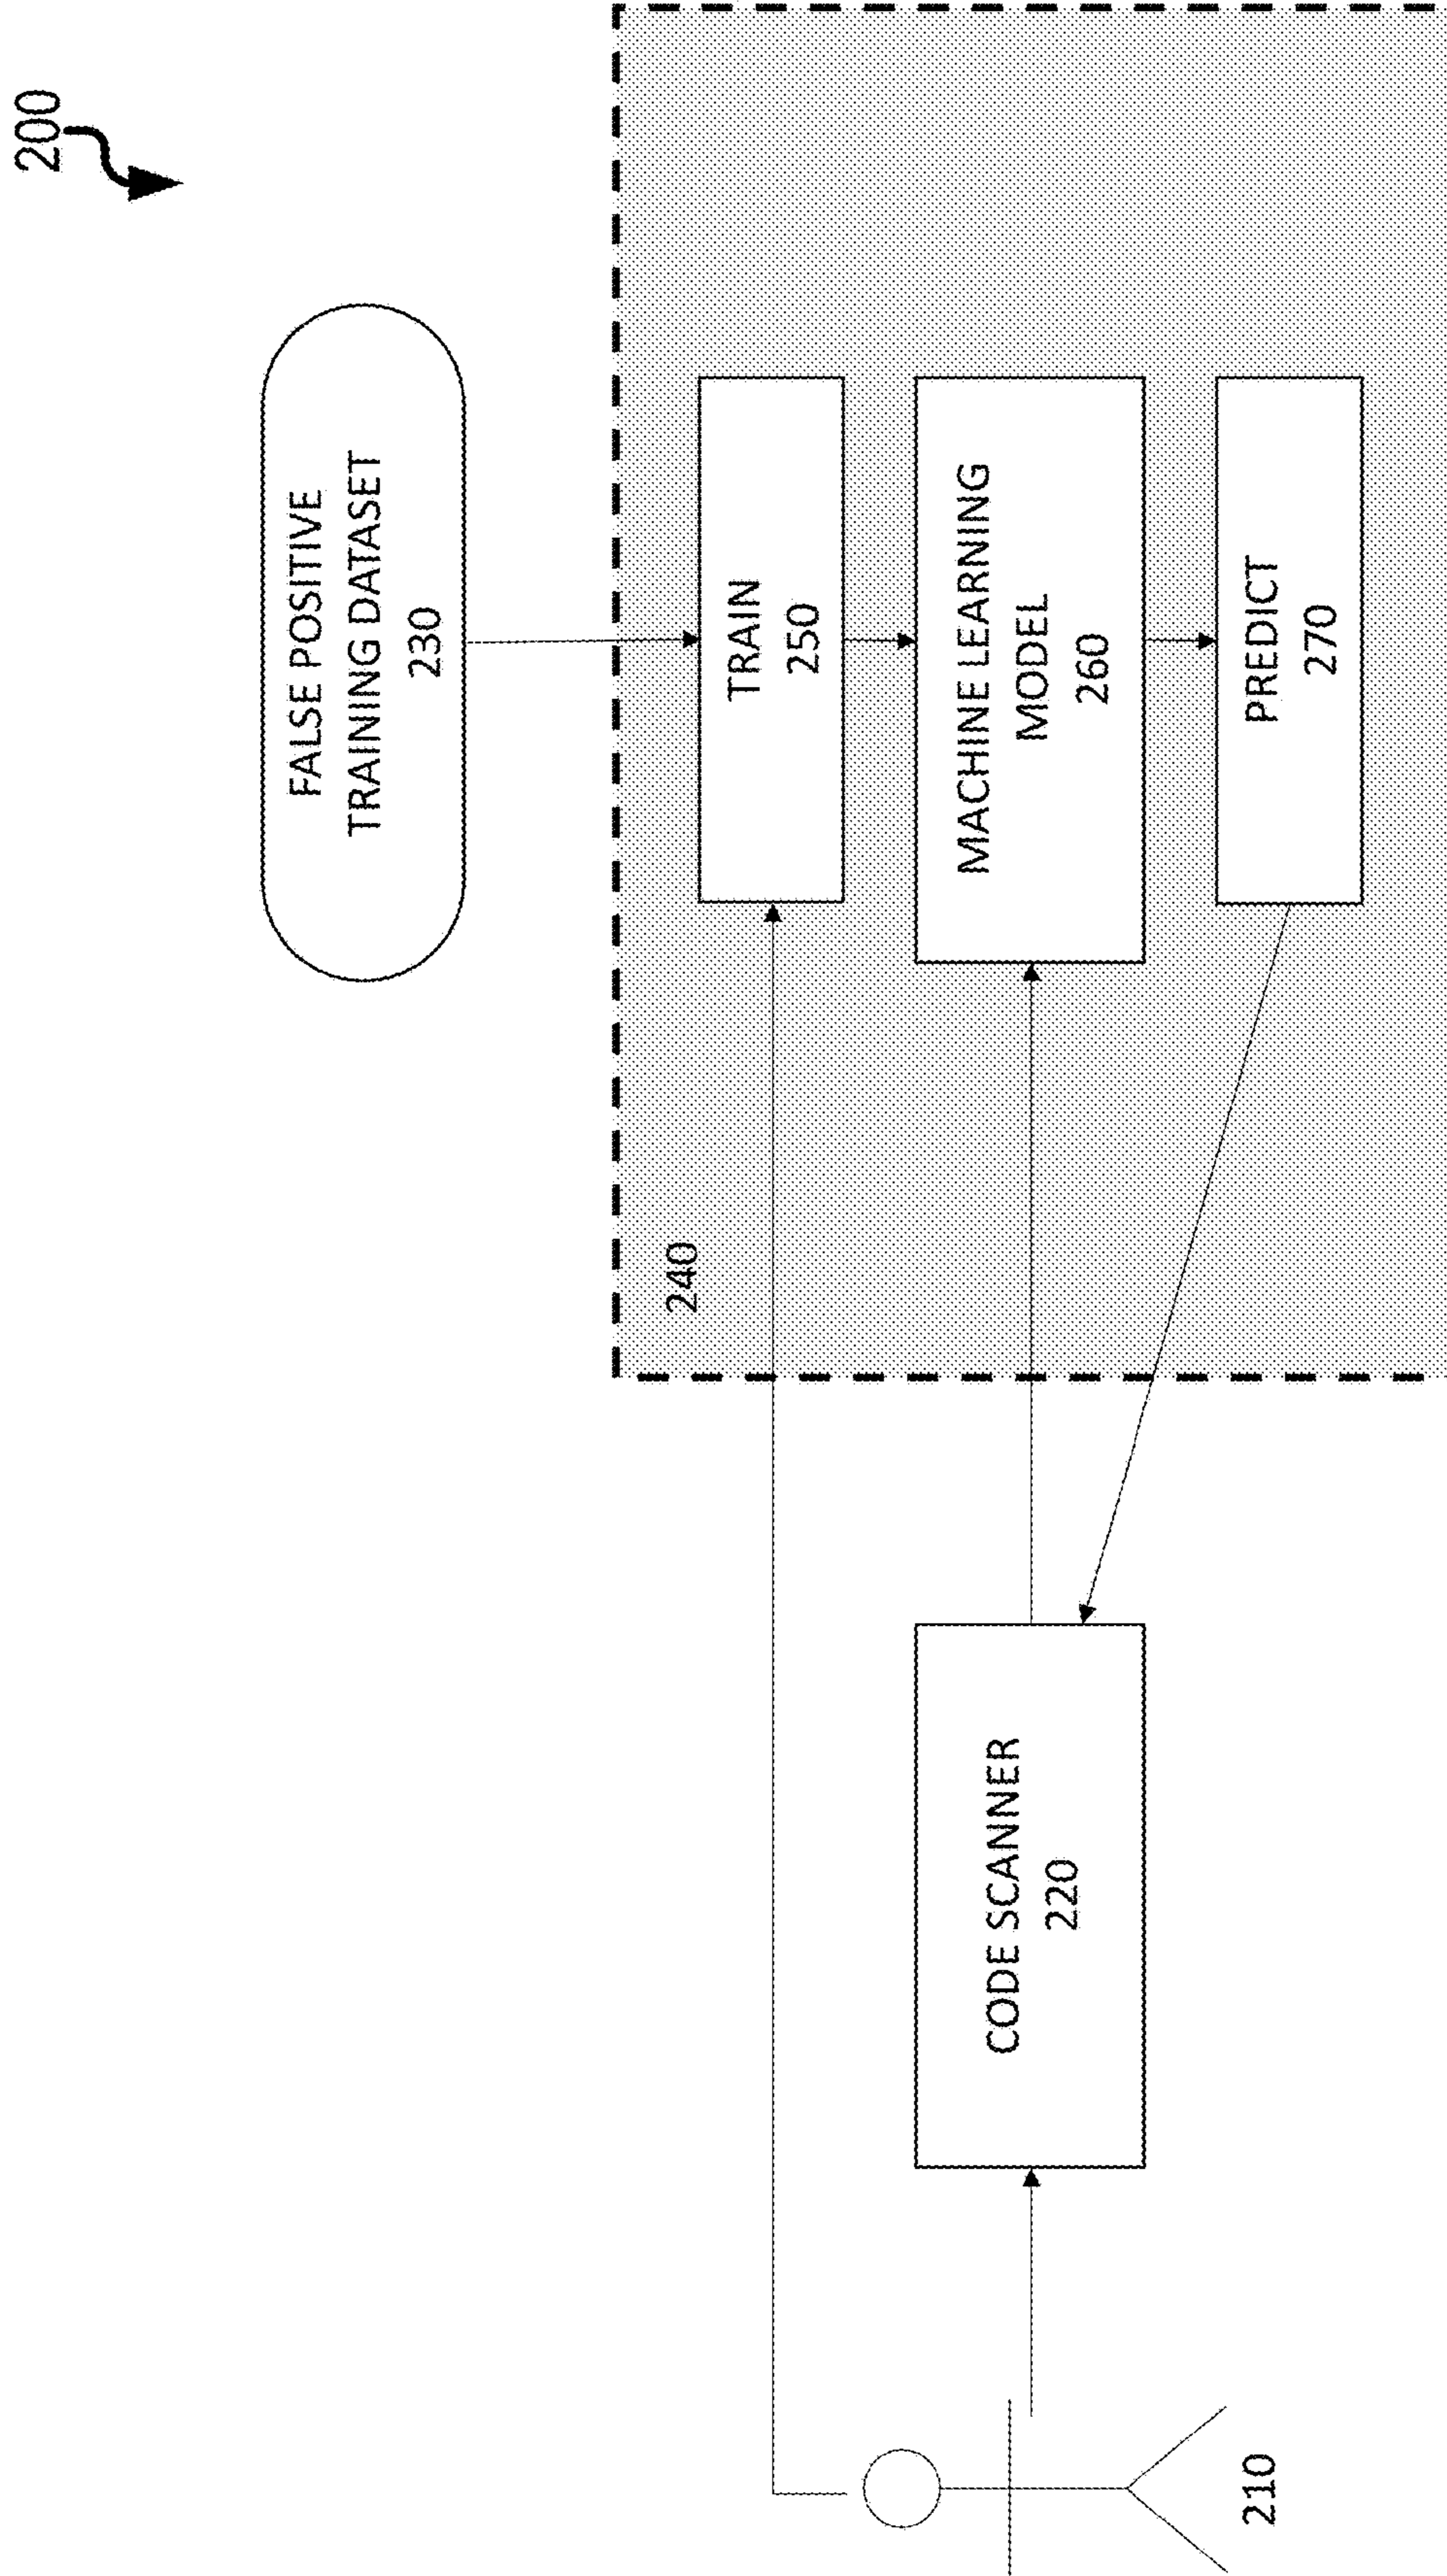 200
FALSE POSITIVE
TRAINING DATASET
230
240
TRAIN
250
MACHINE LEARNING
MODEL
260
PREDICT
270
CODE SCANNER
220
210